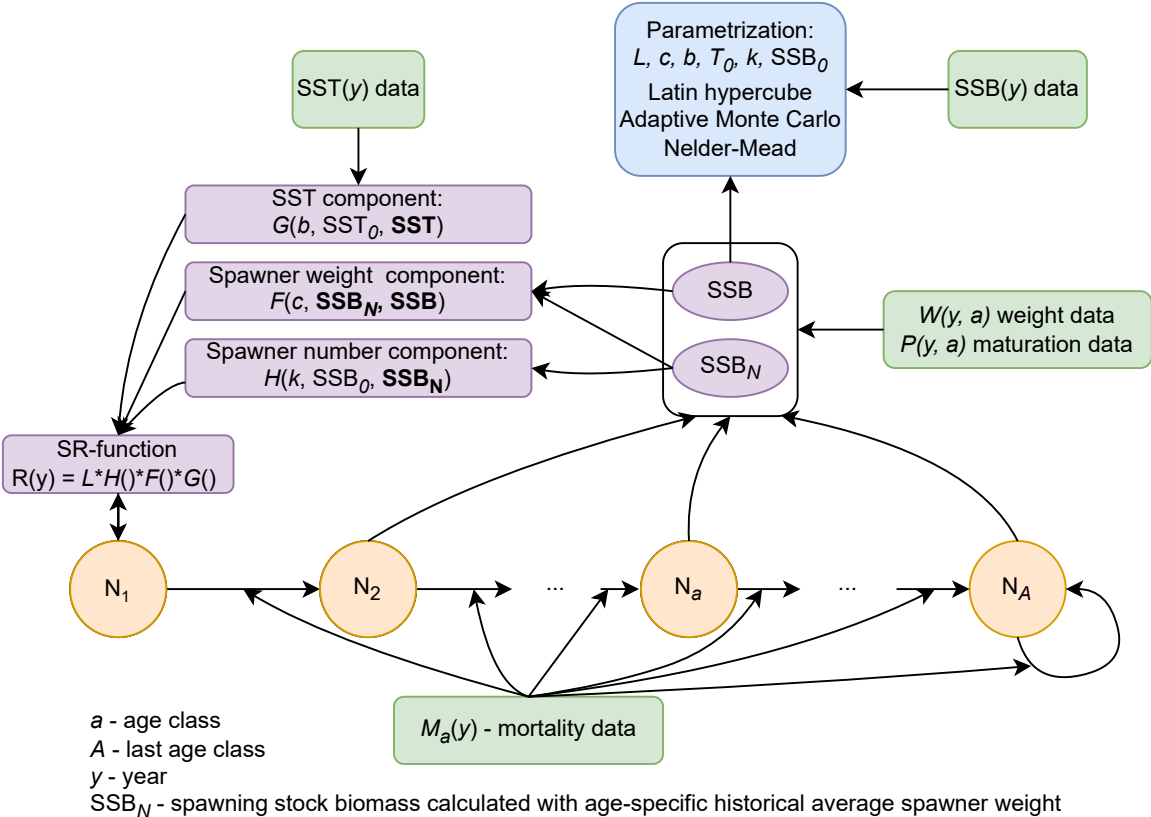 Parametrization:
L, c, b, T0, k, SSB0
Latin hypercube
Adaptive Monte Carlo
Nelder-Mead
SST(y) data
SSB(y) data
SST component:
G(b, SST0, SST)
Spawner weight component:
F(c, SSBN, SSB)
Spawner number component:
H(k, SSB0, SSBN)
SSB
SSBN
W(y, a) weight data
P(y, a) maturation data
SR-function
R(y) = L*H()*F()*G()
N1
N2
...
Na
...
NA
Ma(y) - mortality data
a - age class
A - last age class
y - year
SSBN - spawning stock biomass calculated with age-specific historical average spawner weight